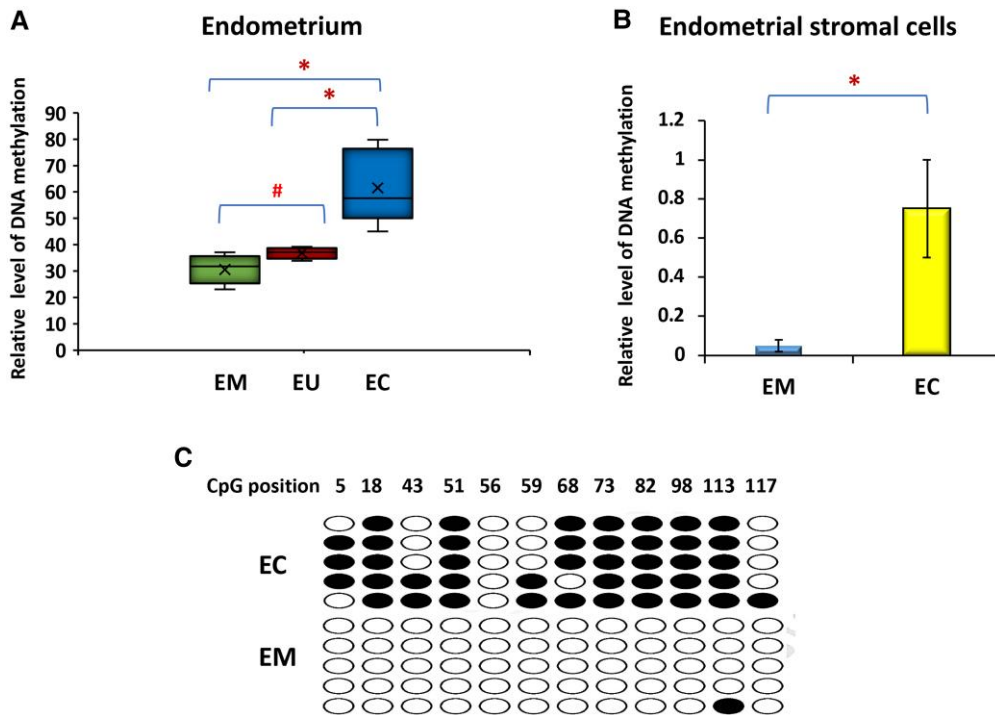 A
Endometrium
*
*
#
Relative level of DNA methylation
90
80
70
60
50
40
30
20
10
0
EM EU EC
B
Endometrial stromal cells
*
Relative level of DNA methylation
1.2
1
0.8
0.6
0.4
0.2
0
EM EC
C
CpG position 5 18 43 51 56 59 68 73 82 98 113 117
EC
EM